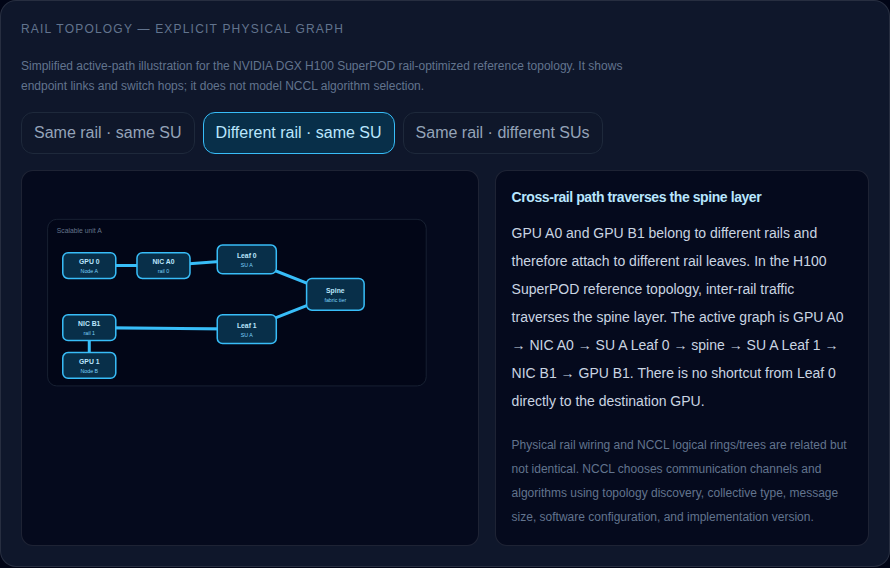 RAIL TOPOLOGY — EXPLICIT PHYSICAL GRAPH
Simplified active-path illustration for the NVIDIA DGX H100 SuperPOD rail-optimized reference topology. It shows
endpoint links and switch hops; it does not model NCCL algorithm selection.
Same rail · same SU
Different rail · same SU
Same rail · different SUs
Scalable unit A
GPU 0
Node A
NIC A0
rail 0
Leaf 0
SU A
Spine
fabric tier
NIC B1
rail 1
Leaf 1
SU A
GPU 1
Node B
Cross-rail path traverses the spine layer
GPU A0 and GPU B1 belong to different rails and
therefore attach to different rail leaves. In the H100
SuperPOD reference topology, inter-rail traffic
traverses the spine layer. The active graph is GPU A0
→ NIC A0 → SU A Leaf 0 → spine → SU A Leaf 1 →
NIC B1 → GPU B1. There is no shortcut from Leaf 0
directly to the destination GPU.
Physical rail wiring and NCCL logical rings/trees are related but
not identical. NCCL chooses communication channels and
algorithms using topology discovery, collective type, message
size, software configuration, and implementation version.